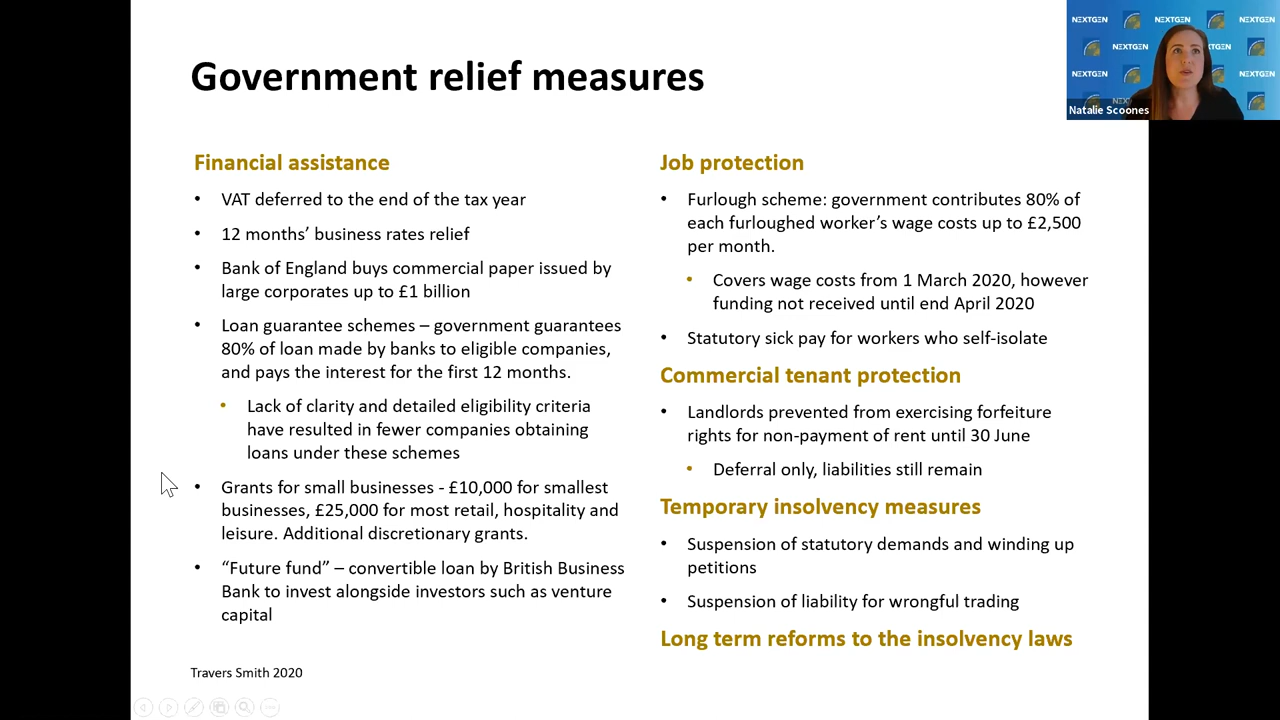 Government relief measures
Financial assistance
• VAT deferred to the end of the tax year
• 12 months’ business rates relief
• Bank of England buys commercial paper issued by
large corporates up to £1 billion
• Loan guarantee schemes – government guarantees
80% of loan made by banks to eligible companies,
and pays the interest for the first 12 months.
• Lack of clarity and detailed eligibility criteria
have resulted in fewer companies obtaining
loans under these schemes
• Grants for small businesses - £10,000 for smallest
businesses, £25,000 for most retail, hospitality and
leisure. Additional discretionary grants.
• “Future fund” – convertible loan by British Business
Bank to invest alongside investors such as venture
capital
Job protection
• Furlough scheme: government contributes 80% of
each furloughed worker’s wage costs up to £2,500
per month.
• Covers wage costs from 1 March 2020, however
funding not received until end April 2020
• Statutory sick pay for workers who self-isolate
Commercial tenant protection
• Landlords prevented from exercising forfeiture
rights for non-payment of rent until 30 June
• Deferral only, liabilities still remain
Temporary insolvency measures
• Suspension of statutory demands and winding up
petitions
• Suspension of liability for wrongful trading
Long term reforms to the insolvency laws
Travers Smith 2020
NEXTGEN NEXTGEN NEXTGEN
NEXTGEN
NEXTGEN NEXTGEN
Natalie Scoones